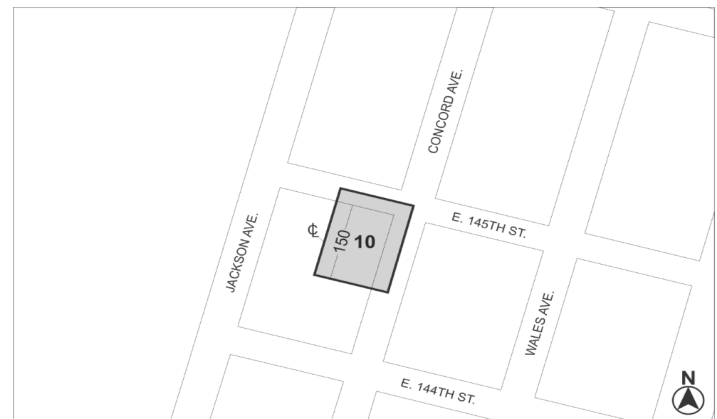 CONCORD AVE.
E. 145TH ST.
JACKSON AVE.
℄
150
10
WALES AVE.
E. 144TH ST.
N